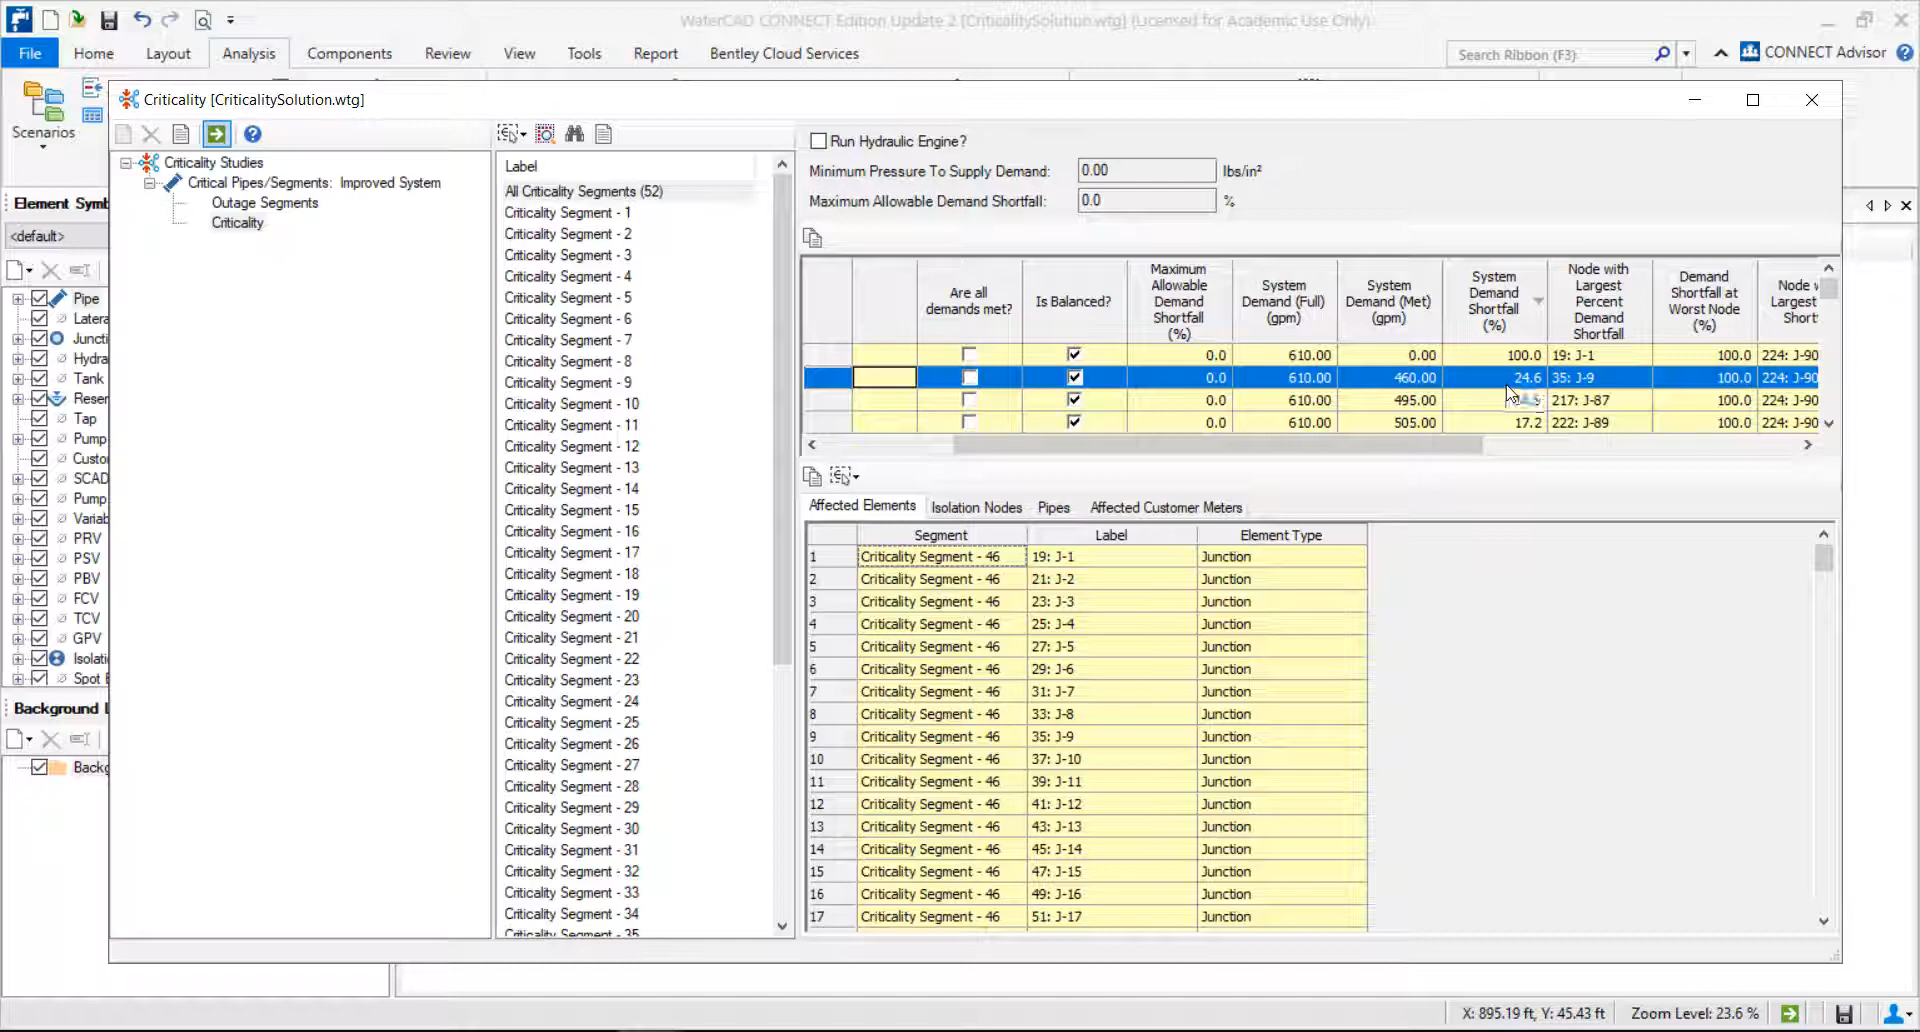 WaterCAD CONNECT Edition Update 2 [CriticalitySolution.wtg] (Licensed for Academic Use Only)
File Home Layout Analysis Components Review View Tools Report Bentley Cloud Services
Search Ribbon (F3) CONNECT Advisor
Scenarios
Criticality [CriticalitySolution.wtg]
Criticality Studies
Critical Pipes/Segments: Improved System
Outage Segments
Criticality
Element Symb
<default>
Pipe
Latera
Juncti
Hydra
Tank
Reser
Tap
Pump
Custo
SCAD
Pump
Variab
PRV
PSV
PBV
FCV
TCV
GPV
Isolati
Spot E
Background L
Backg
Label
All Criticality Segments (52)
Criticality Segment - 1
Criticality Segment - 2
Criticality Segment - 3
Criticality Segment - 4
Criticality Segment - 5
Criticality Segment - 6
Criticality Segment - 7
Criticality Segment - 8
Criticality Segment - 9
Criticality Segment - 10
Criticality Segment - 11
Criticality Segment - 12
Criticality Segment - 13
Criticality Segment - 14
Criticality Segment - 15
Criticality Segment - 16
Criticality Segment - 17
Criticality Segment - 18
Criticality Segment - 19
Criticality Segment - 20
Criticality Segment - 21
Criticality Segment - 22
Criticality Segment - 23
Criticality Segment - 24
Criticality Segment - 25
Criticality Segment - 26
Criticality Segment - 27
Criticality Segment - 28
Criticality Segment - 29
Criticality Segment - 30
Criticality Segment - 31
Criticality Segment - 32
Criticality Segment - 33
Criticality Segment - 34
Criticality Segment - 35
Run Hydraulic Engine?
Minimum Pressure To Supply Demand: 0.00 lbs/in²
Maximum Allowable Demand Shortfall: 0.0 %
Are all demands met? Is Balanced? Maximum Allowable Demand Shortfall (%) System Demand (Full) (gpm) System Demand (Met) (gpm) System Demand Shortfall (%) Node with Largest Percent Demand Shortfall Demand Shortfall at Worst Node (%) Node Largest Short
0.0 610.00 0.00 100.0 19: J-1 100.0 224: J-90
0.0 610.00 460.00 24.6 35: J-9 100.0 224: J-90
0.0 610.00 495.00 217: J-87 100.0 224: J-90
0.0 610.00 505.00 17.2 222: J-89 100.0 224: J-90
Affected Elements Isolation Nodes Pipes Affected Customer Meters
Segment Label Element Type
1 Criticality Segment - 46 19: J-1 Junction
2 Criticality Segment - 46 21: J-2 Junction
3 Criticality Segment - 46 23: J-3 Junction
4 Criticality Segment - 46 25: J-4 Junction
5 Criticality Segment - 46 27: J-5 Junction
6 Criticality Segment - 46 29: J-6 Junction
7 Criticality Segment - 46 31: J-7 Junction
8 Criticality Segment - 46 33: J-8 Junction
9 Criticality Segment - 46 35: J-9 Junction
10 Criticality Segment - 46 37: J-10 Junction
11 Criticality Segment - 46 39: J-11 Junction
12 Criticality Segment - 46 41: J-12 Junction
13 Criticality Segment - 46 43: J-13 Junction
14 Criticality Segment - 46 45: J-14 Junction
15 Criticality Segment - 46 47: J-15 Junction
16 Criticality Segment - 46 49: J-16 Junction
17 Criticality Segment - 46 51: J-17 Junction
X: 895.19 ft, Y: 45.43 ft Zoom Level: 23.6 %